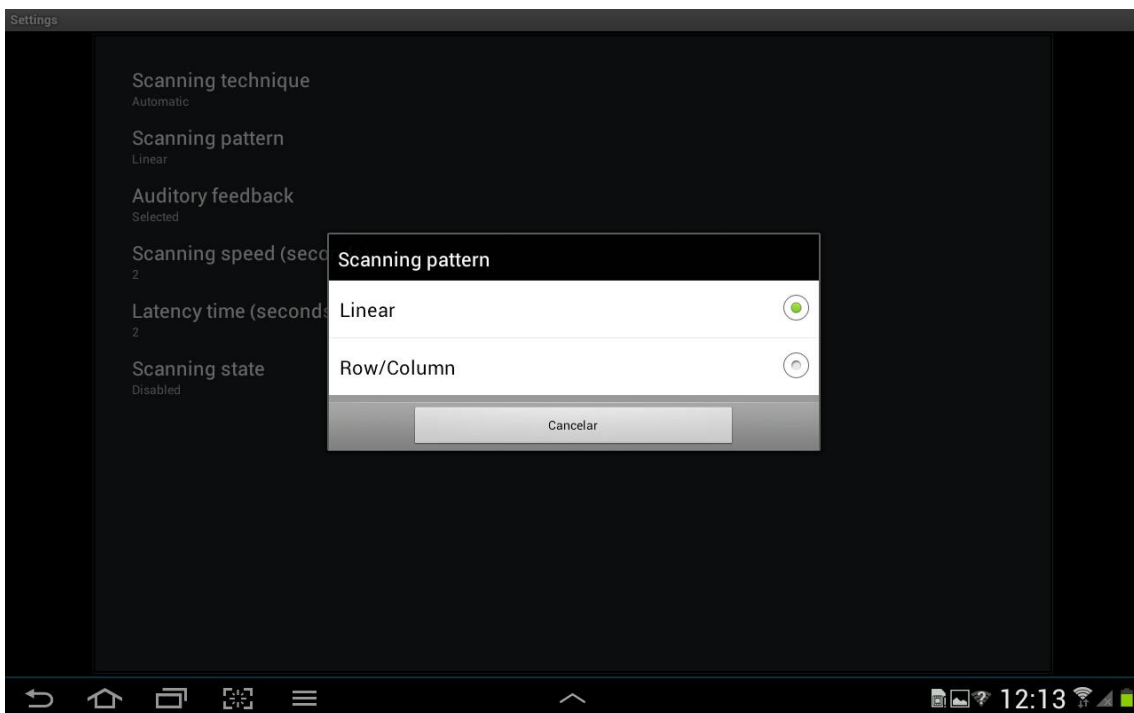 Settings
Scanning technique
Automatic
Scanning pattern
Linear
Auditory feedback
Selected
Scanning speed (seco
2
Latency time (seconds
2
Scanning state
Disabled
Scanning pattern
Linear
Row/Column
Cancelar
12:13